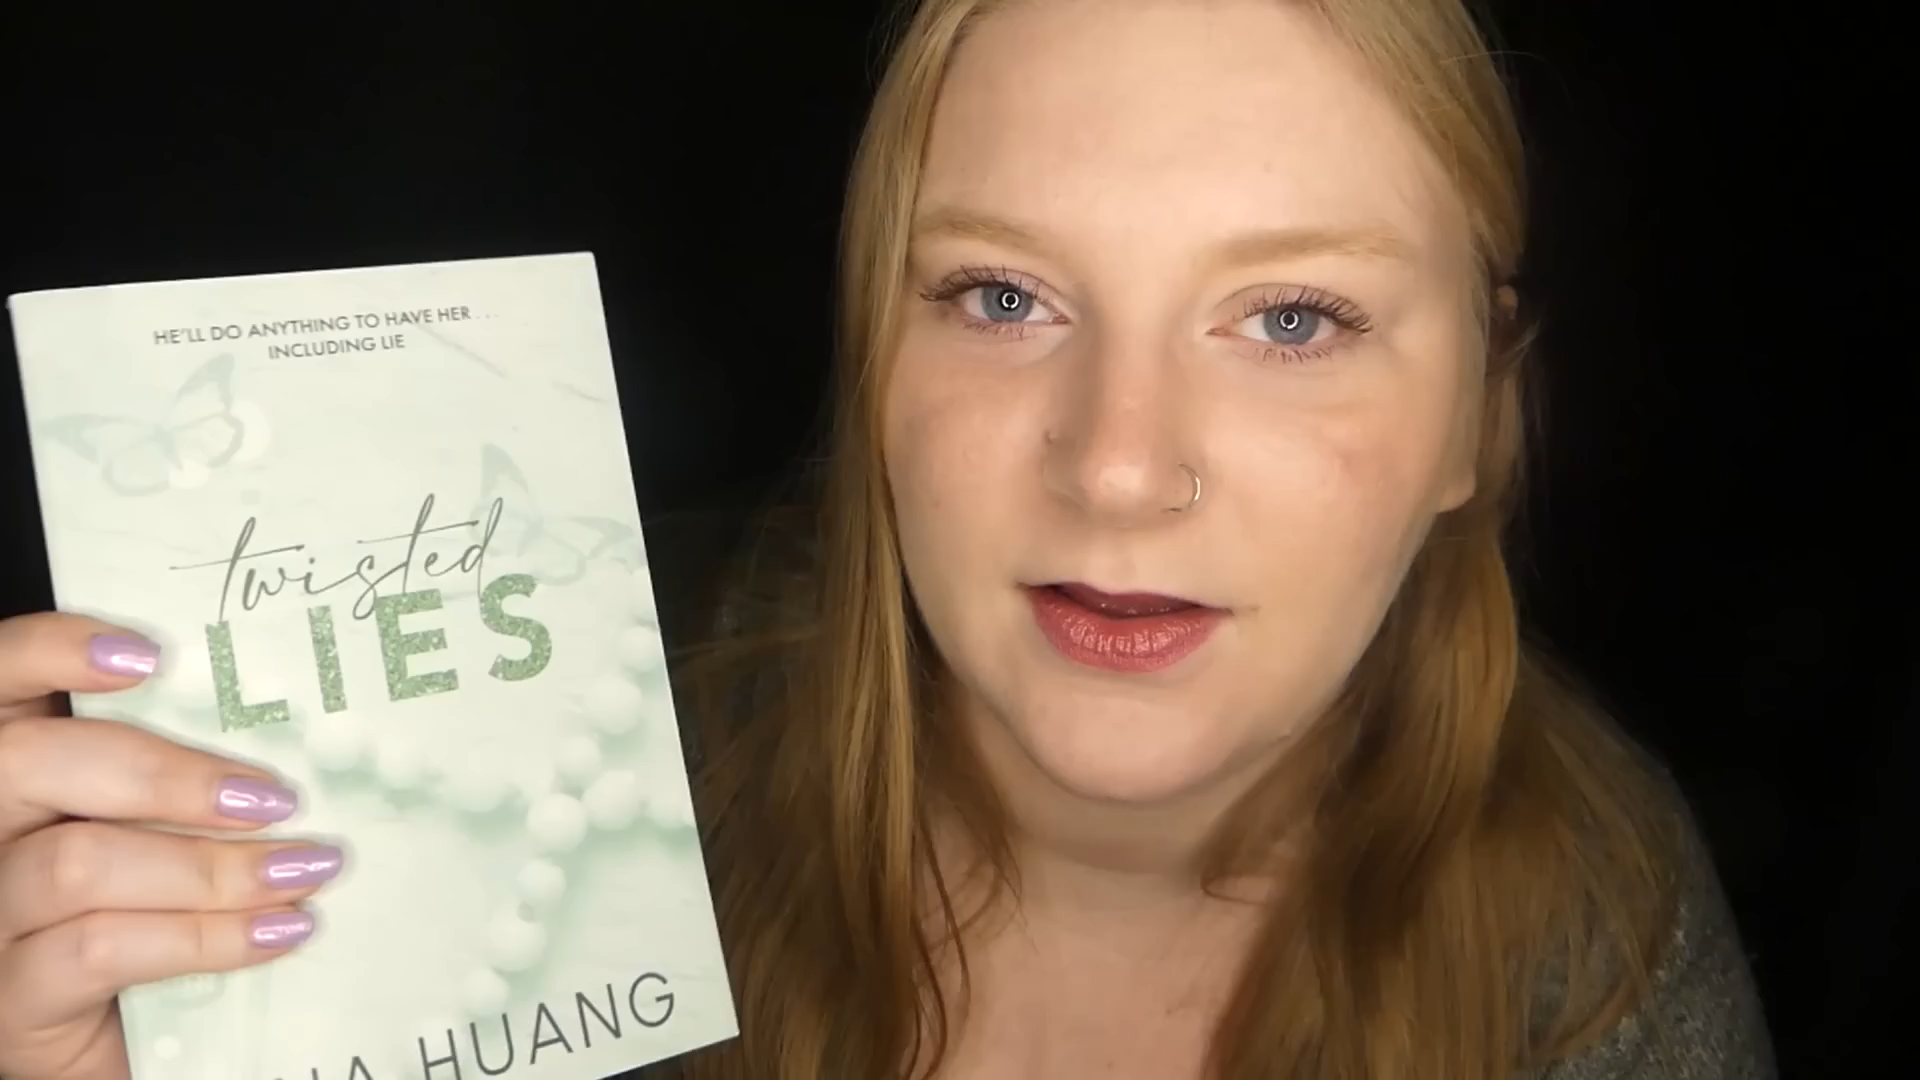 HE'LL DO ANYTHING TO HAVE HER . . .
INCLUDING LIE
twisted
LIES
HUANG